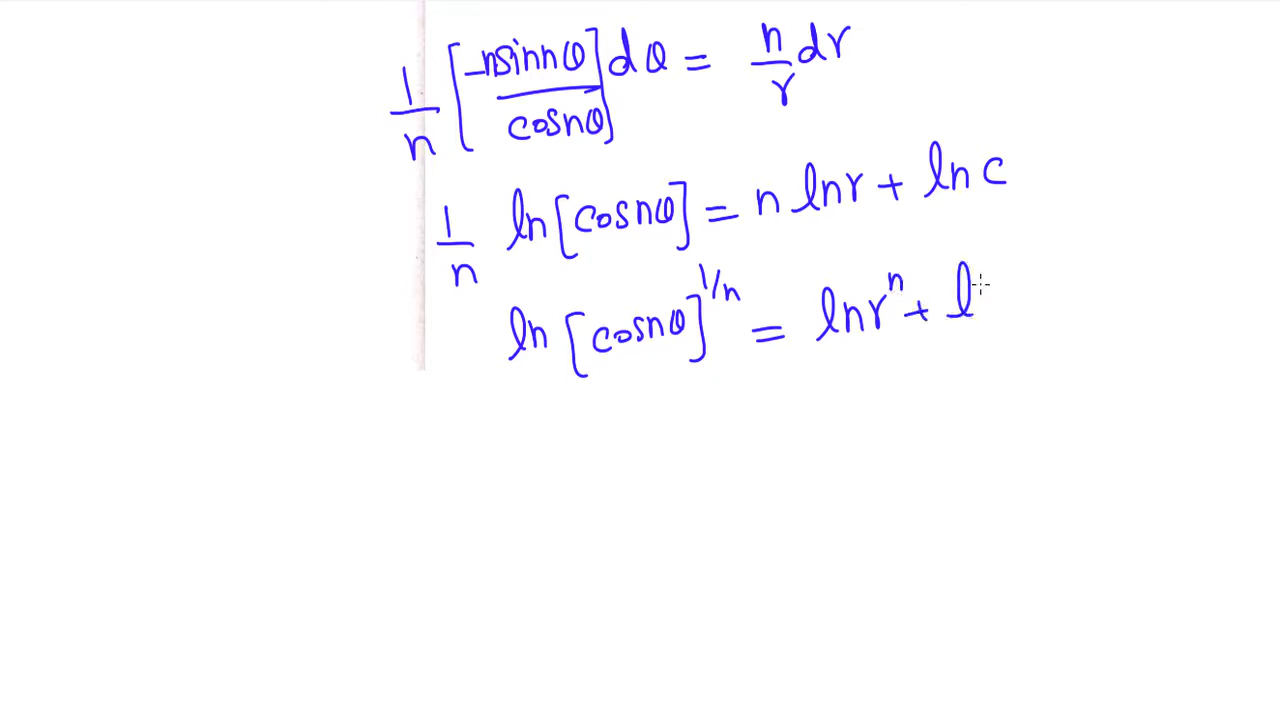 1/n [-n sin nθ / cos nθ] dθ = n/r dr
1/n ln [cos nθ] = n ln r + ln c
ln [cos nθ]^1/n = ln r^n + l